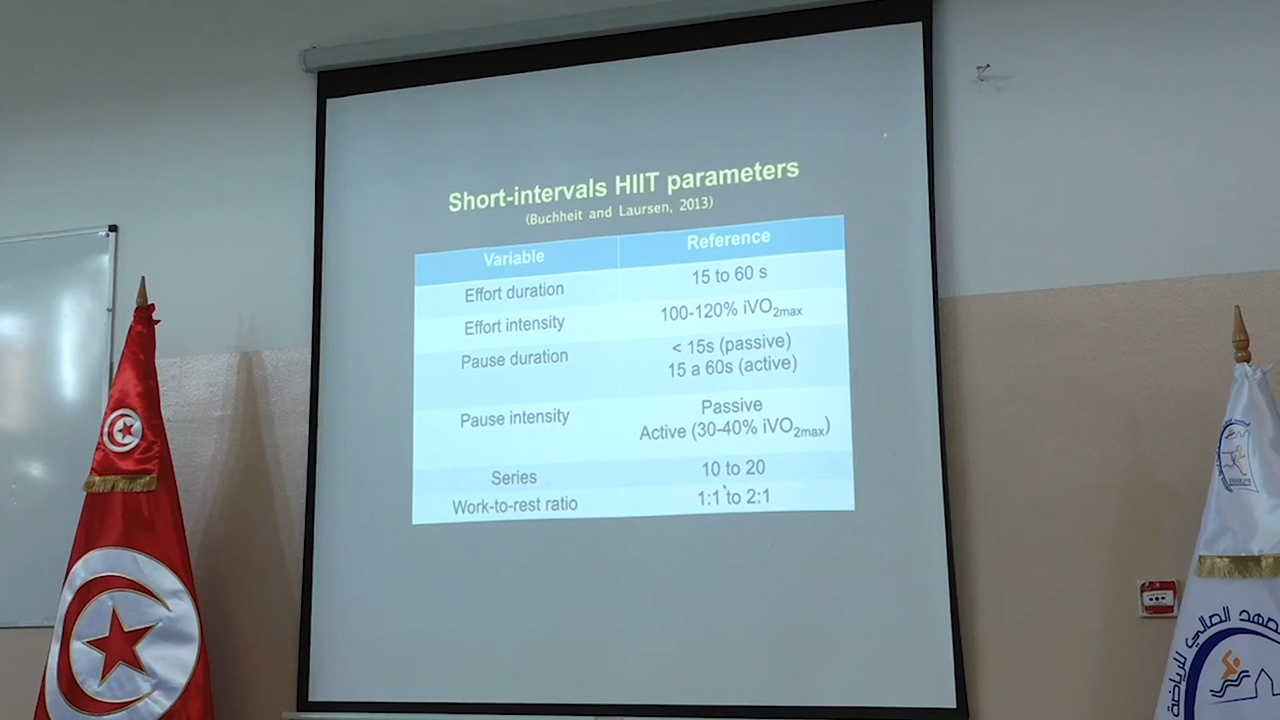 Short-intervals HIIT parameters
(Buchheit and Laursen, 2013)
Variable Reference
Effort duration 15 to 60 s
Effort intensity 100-120% iVO2max
Pause duration < 15s (passive)
15 a 60s (active)
Pause intensity Passive
Active (30-40% iVO2max)
Series 10 to 20
Work-to-rest ratio 1:1 to 2:1
العالي للرياضة